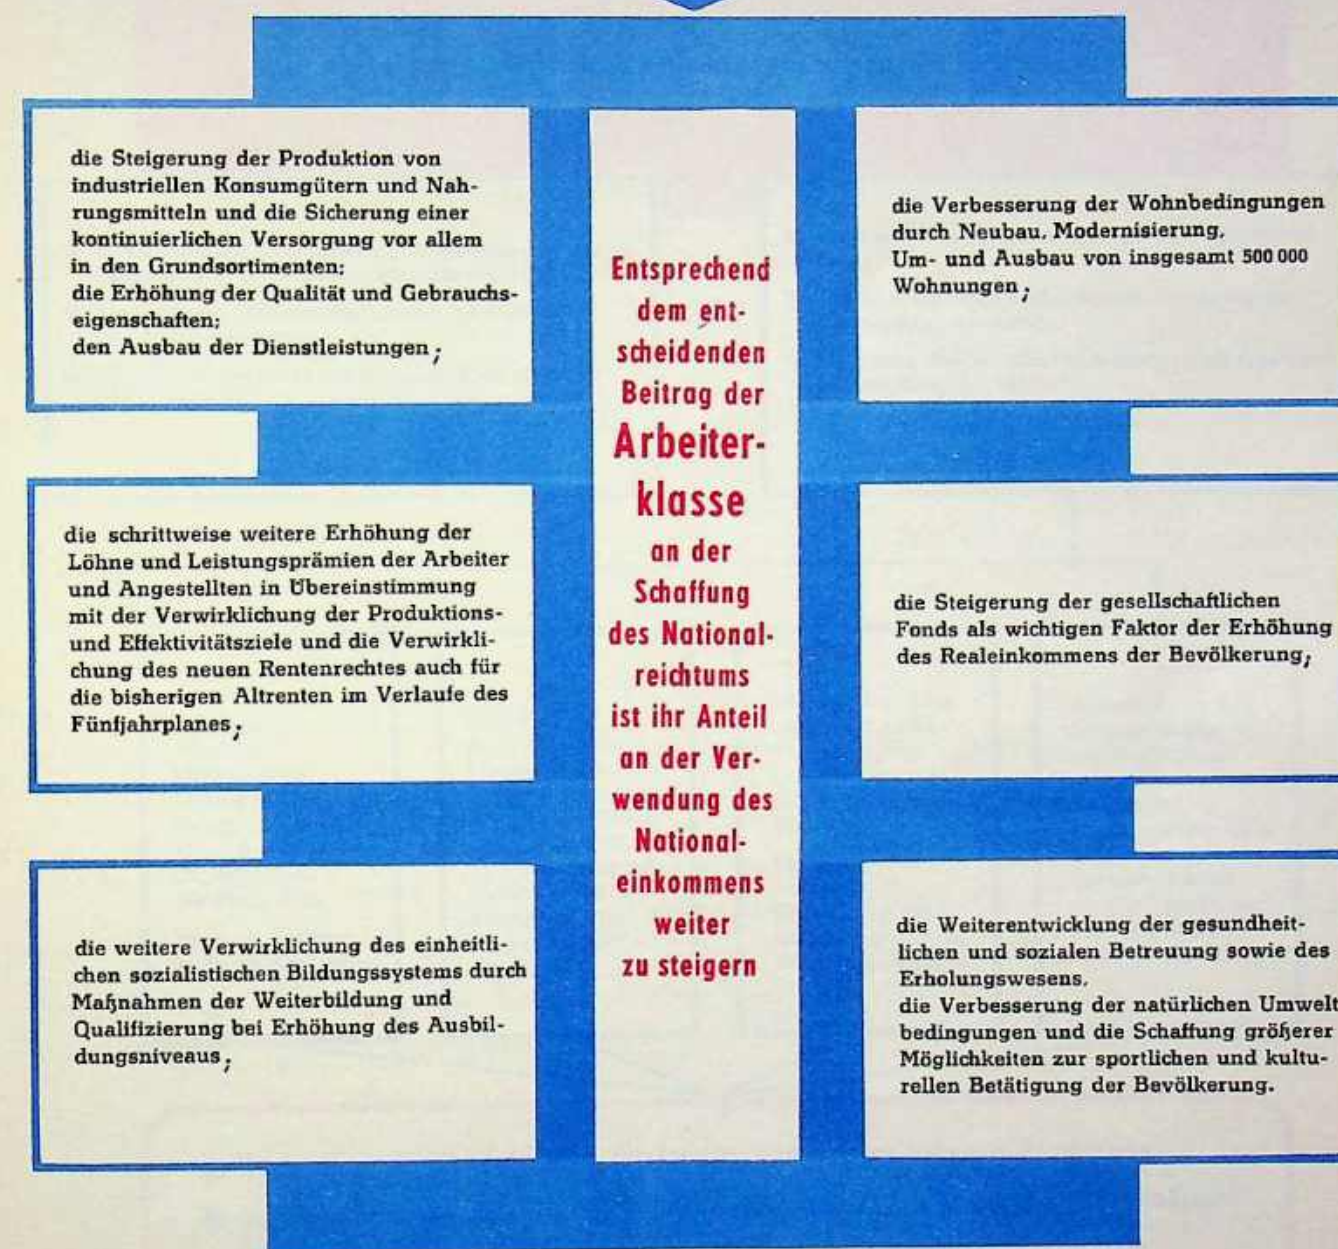 die Steigerung der Produktion von
industriellen Konsumgütern und Nah-
rungsmitteln und die Sicherung einer
kontinuierlichen Versorgung vor allem
in den Grundsortimenten;
die Erhöhung der Qualität und Gebrauchs-
eigenschaften;
den Ausbau der Dienstleistungen;
die schrittweise weitere Erhöhung der
Löhne und Leistungsprämien der Arbeiter
und Angestellten in Übereinstimmung
mit der Verwirklichung der Produktions-
und Effektivitätsziele und die Verwirkli-
chung des neuen Rentenrechtes auch für
die bisherigen Altrenten im Verlaufe des
Fünfjahrplanes;
die weitere Verwirklichung des einheitli-
chen sozialistischen Bildungssystems durch
Maßnahmen der Weiterbildung und
Qualifizierung bei Erhöhung des Ausbil-
dungsniveaus;
Entsprechend
dem ent-
scheidenden
Beitrag der
Arbeiter-
klasse
an der
Schaffung
des National-
reichtums
ist ihr Anteil
an der Ver-
wendung des
National-
einkommens
weiter
zu steigern
die Verbesserung der Wohnbedingungen
durch Neubau, Modernisierung,
Um- und Ausbau von insgesamt 500 000
Wohnungen;
die Steigerung der gesellschaftlichen
Fonds als wichtigen Faktor der Erhöhung
des Realeinkommens der Bevölkerung;
die Weiterentwicklung der gesundheit-
lichen und sozialen Betreuung sowie des
Erholungswesens.
die Verbesserung der natürlichen Umwelt
bedingungen und die Schaffung größerer
Möglichkeiten zur sportlichen und kultu-
rellen Betätigung der Bevölkerung.